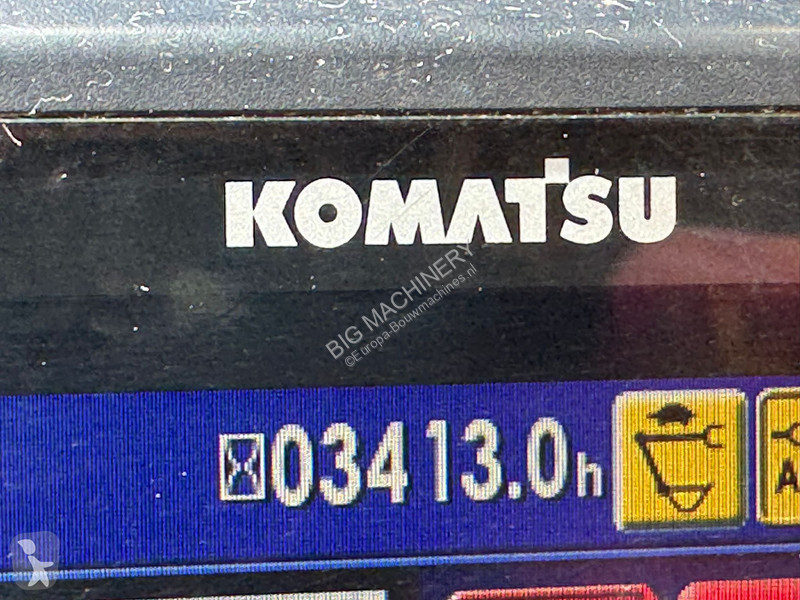 KOMATSU
BIG MACHINERY
©Europa-Bouwmachines.nl
03413.0h
A